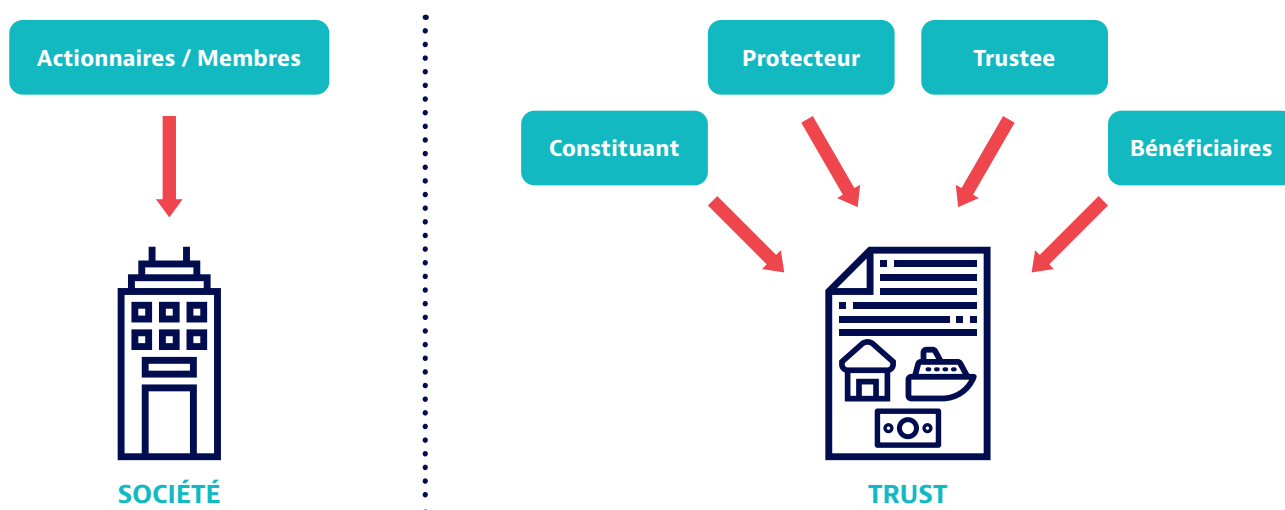 Actionnaires / Membres
SOCIÉTÉ
Protecteur
Trustee
Constituant
Bénéficiaires
TRUST